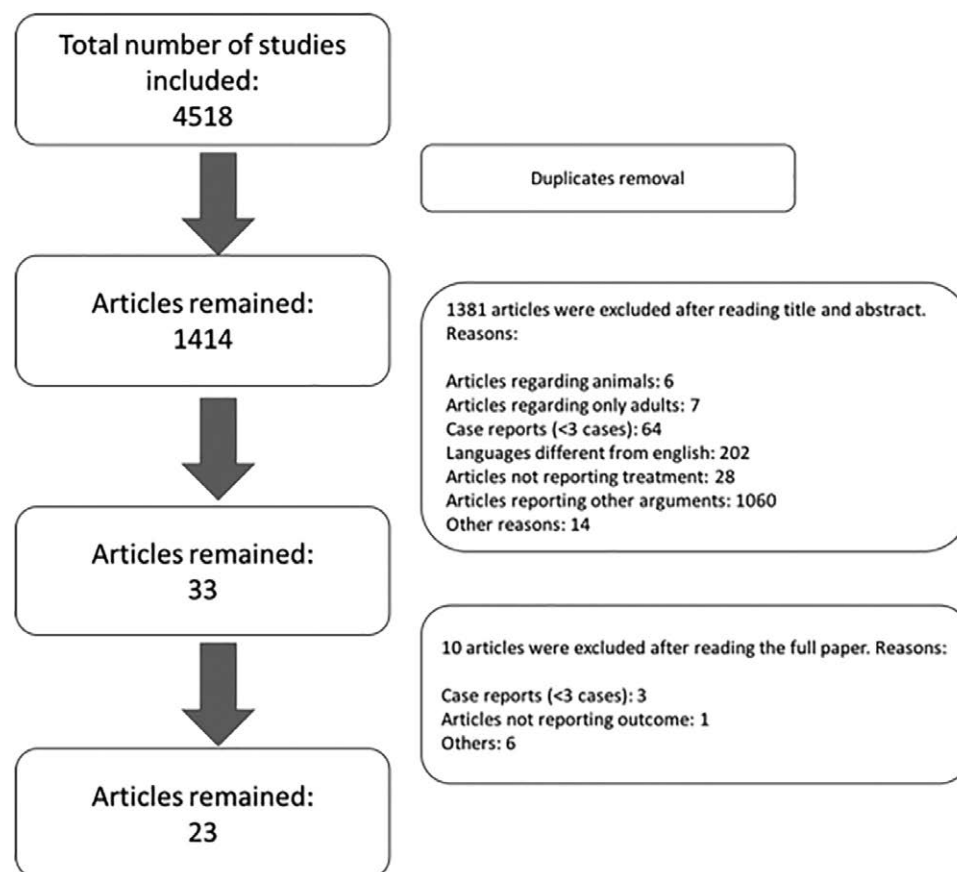 Total number of studies
included:
4518
Duplicates removal
Articles remained:
1414
1381 articles were excluded after reading title and abstract.
Reasons:
Articles regarding animals: 6
Articles regarding only adults: 7
Case reports (<3 cases): 64
Languages different from english: 202
Articles not reporting treatment: 28
Articles reporting other arguments: 1060
Other reasons: 14
Articles remained:
33
10 articles were excluded after reading the full paper. Reasons:
Case reports (<3 cases): 3
Articles not reporting outcome: 1
Others: 6
Articles remained:
23